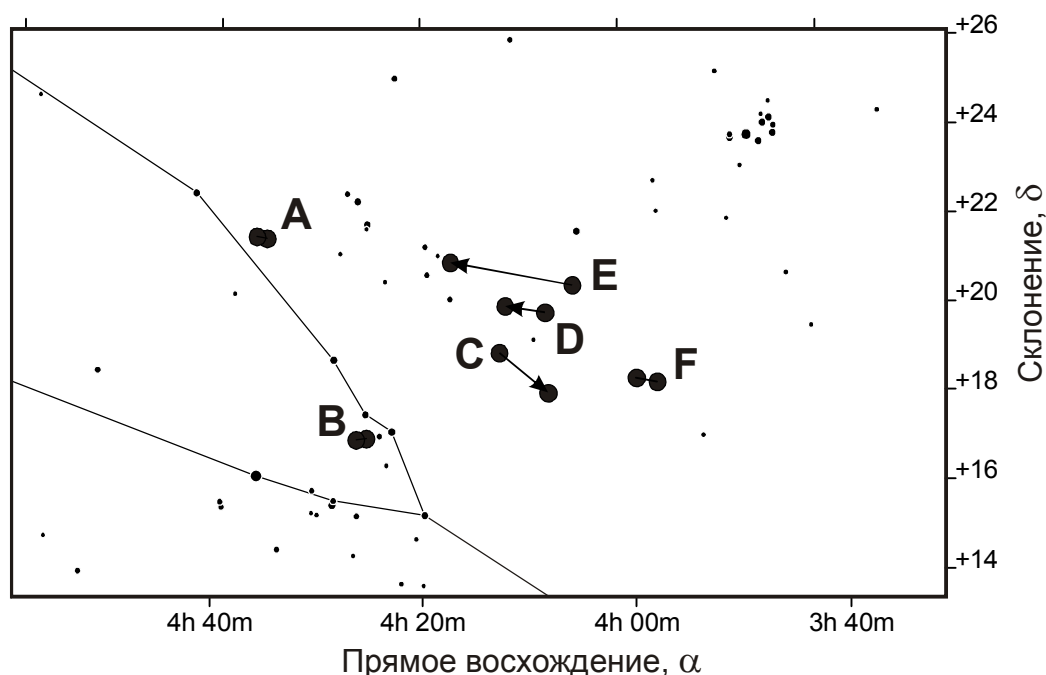 +26
+24
A
+22
E
+20
D
C
F
+18
B
+16
+14
Склонение, δ
4h 40m 4h 20m 4h 00m 3h 40m
Прямое восхождение, α